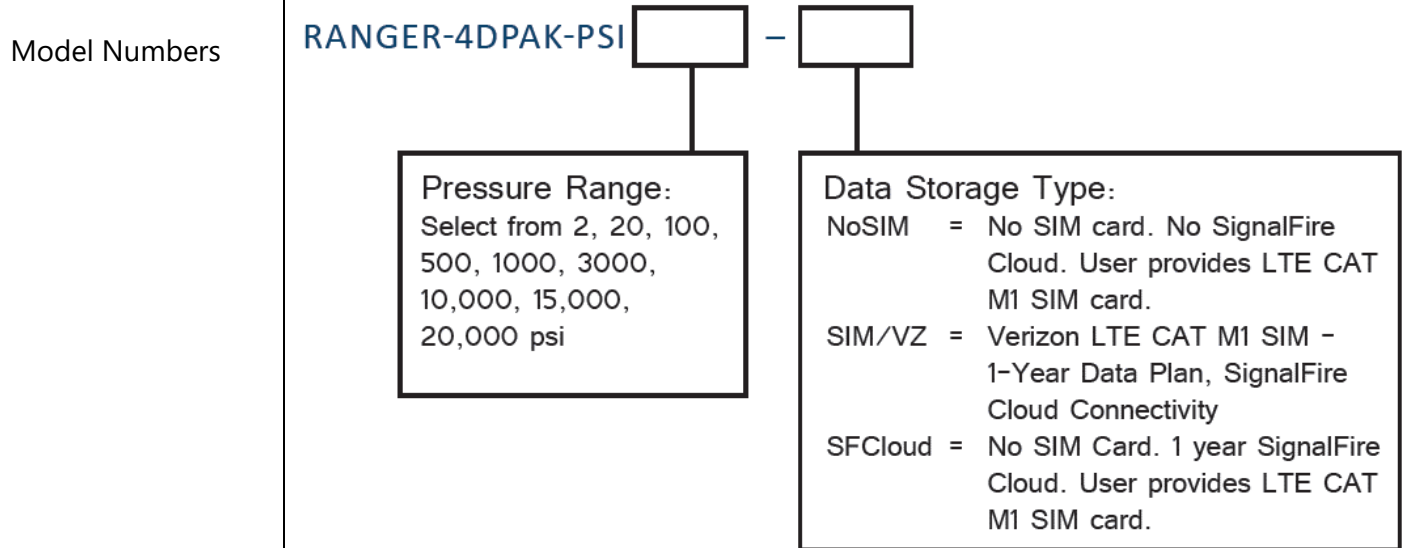 Model Numbers
RANGER-4DPAK-PSI –
Pressure Range:
Select from 2, 20, 100,
500, 1000, 3000,
10,000, 15,000,
20,000 psi
Data Storage Type:
NoSIM = No SIM card. No SignalFire
Cloud. User provides LTE CAT
M1 SIM card.
SIM/VZ = Verizon LTE CAT M1 SIM -
1-Year Data Plan, SignalFire
Cloud Connectivity
SFCloud = No SIM Card. 1 year SignalFire
Cloud. User provides LTE CAT
M1 SIM card.